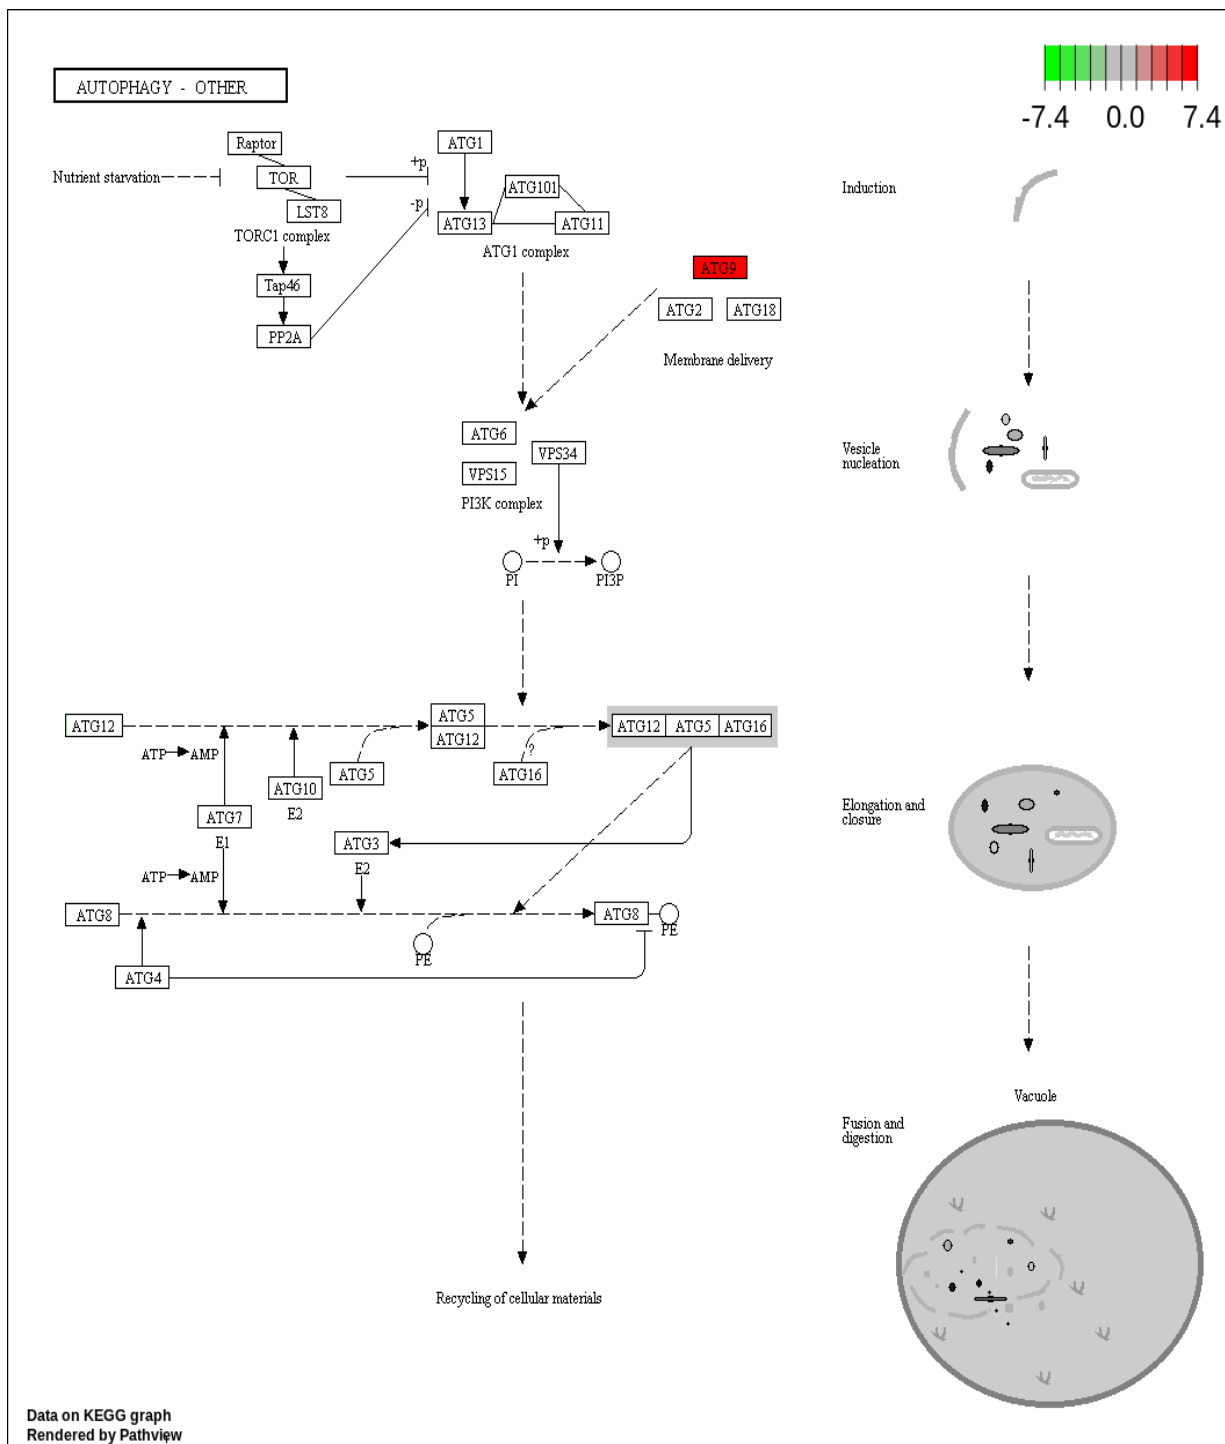 AUTOPHAGY - OTHER
-7.4 0.0 7.4
Raptor
TOR
LST8
TORC1 complex
Nutrient starvation
Tap46
PP2A
+p
-p
ATG1
ATG13
ATG101
ATG11
ATG1 complex
ATG9
ATG2
ATG18
Membrane delivery
ATG6
VPS34
VPS15
PI3K complex
+p
PI
PI3P
ATG12
ATP
AMP
ATG7
E1
ATG10
E2
ATG5
ATG5
ATG12
ATG16
?
ATG12 ATG5 ATG16
ATG3
E2
ATP
AMP
ATG8
ATG4
PE
ATG8
PE
Recycling of cellular materials
Induction
Vesicle
nucleation
Elongation and
closure
Vacuole
Fusion and
digestion
Data on KEGG graph
Rendered by Pathview